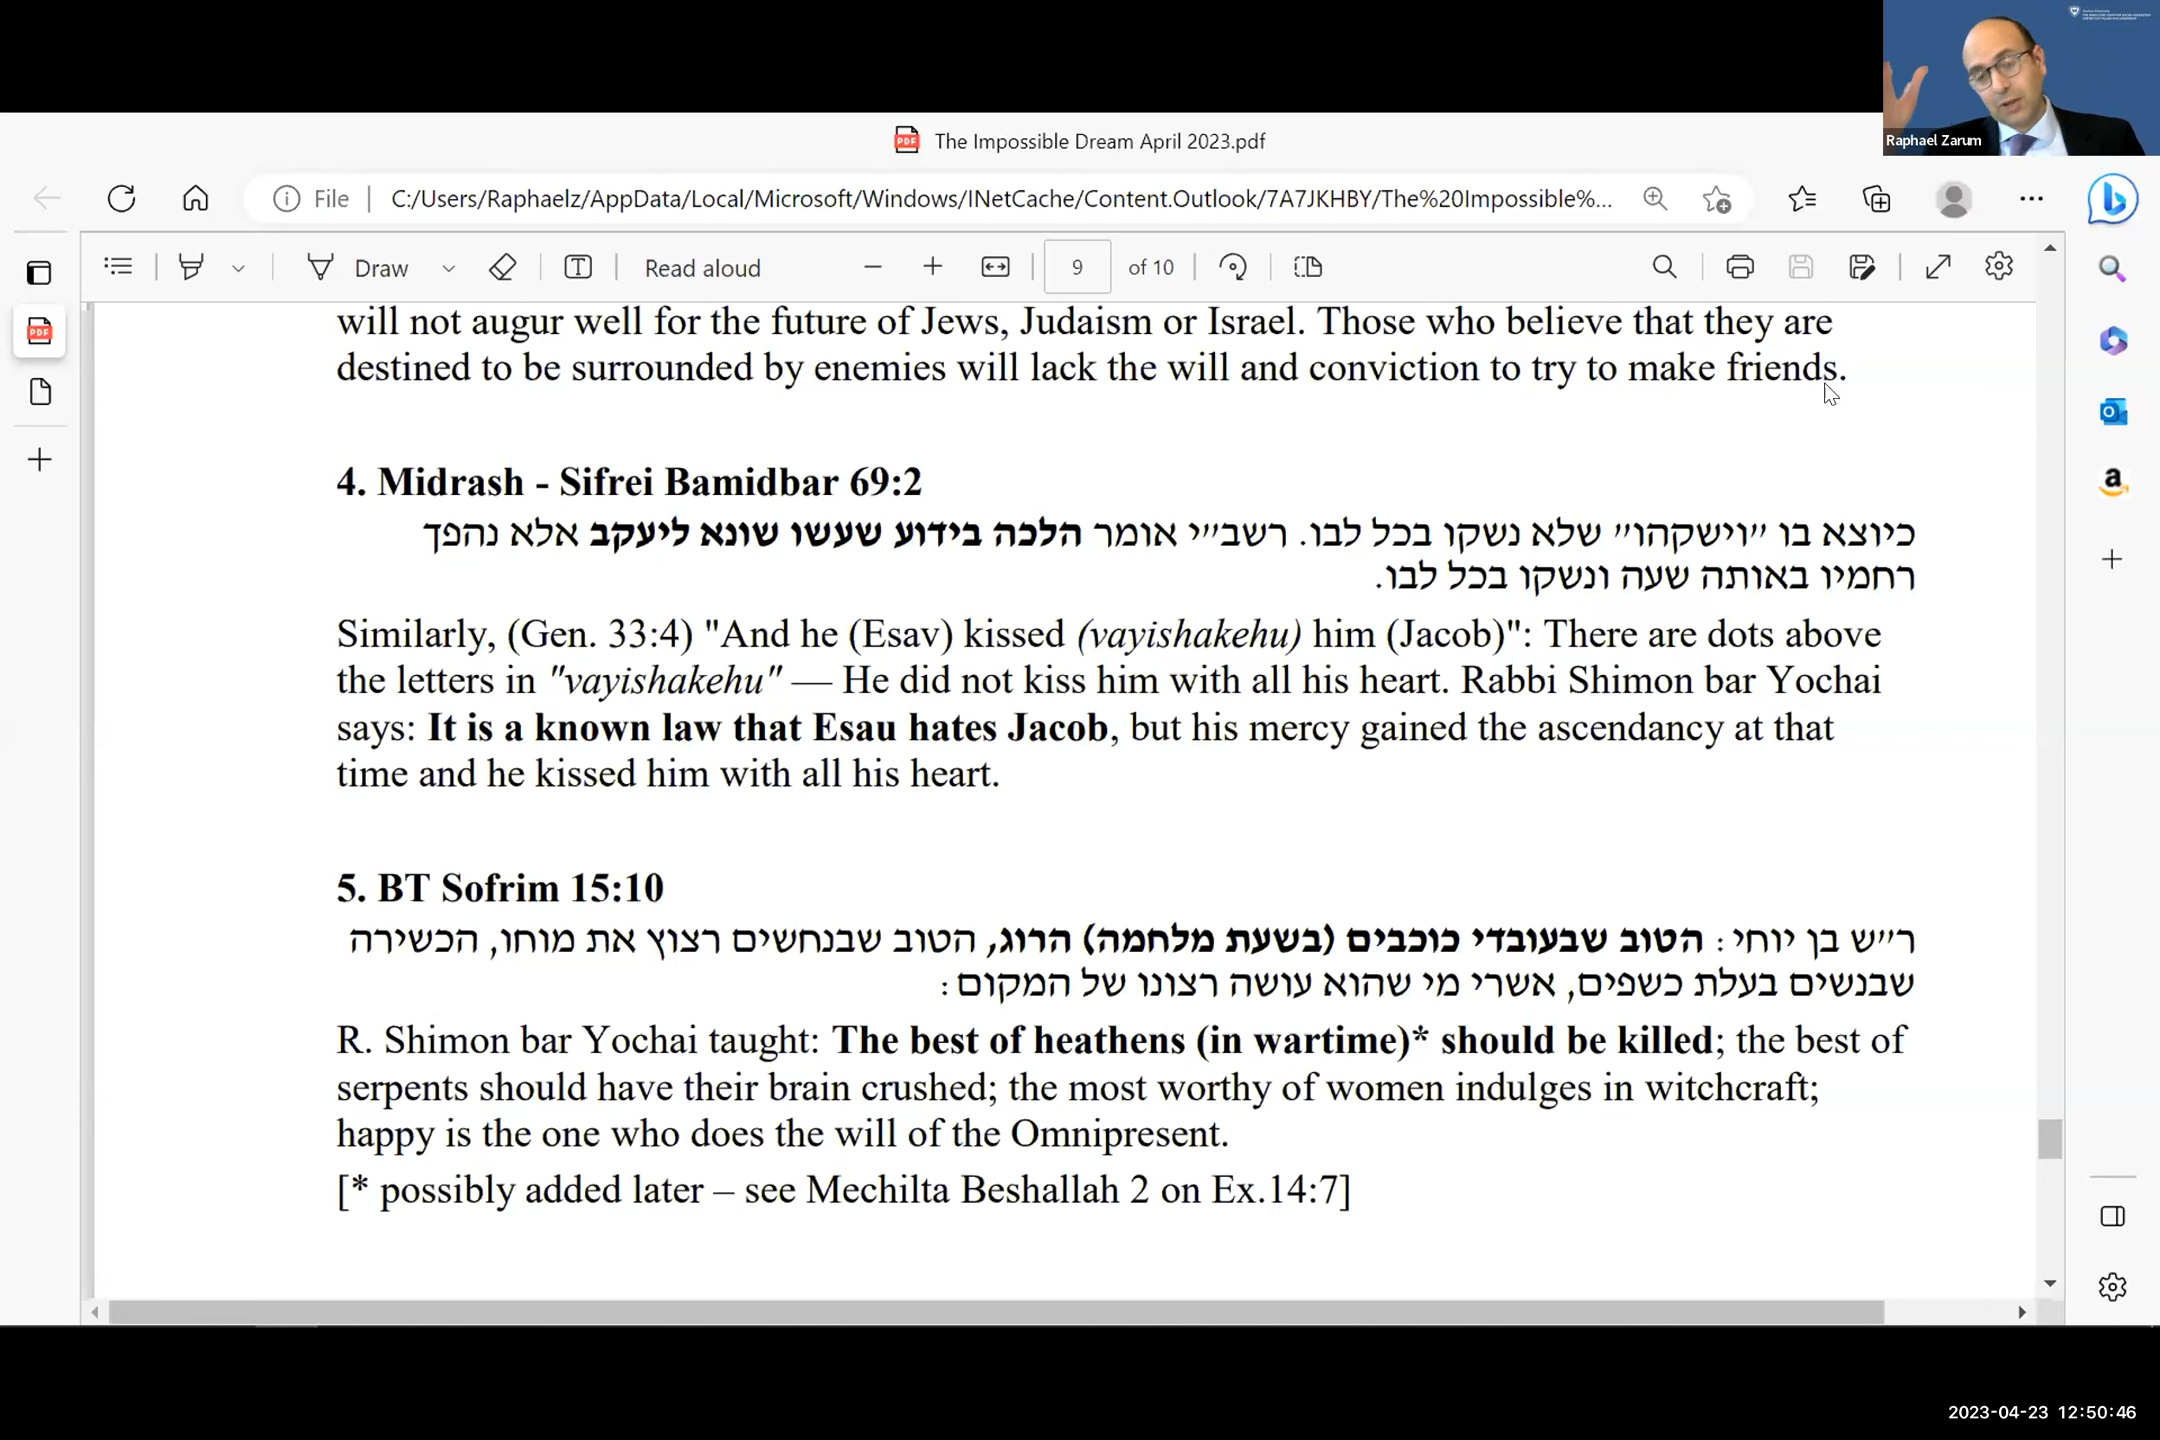 Raphael Zarum
The Impossible Dream April 2023.pdf
File
C:/Users/Raphaelz/AppData/Local/Microsoft/Windows/INetCache/Content.Outlook/7A7JKHBY/The%20Impossible%...
Draw
Read aloud
9
of 10
will not augur well for the future of Jews, Judaism or Israel. Those who believe that they are
destined to be surrounded by enemies will lack the will and conviction to try to make friends.
4. Midrash - Sifrei Bamidbar 69:2
כיוצא בו ״וישקהו״ שלא נשקו בכל לבו. רשב״י אומר הלכה בידוע שעשו שונא ליעקב אלא נהפך
רחמיו באותה שעה ונשקו בכל לבו.
Similarly, (Gen. 33:4) "And he (Esav) kissed (vayishakehu) him (Jacob)": There are dots above
the letters in "vayishakehu" — He did not kiss him with all his heart. Rabbi Shimon bar Yochai
says: It is a known law that Esau hates Jacob, but his mercy gained the ascendancy at that
time and he kissed him with all his heart.
5. BT Sofrim 15:10
ר״ש בן יוחי: הטוב שבעובדי כוכבים (בשעת מלחמה) הרוג, הטוב שבנחשים רצוץ את מוחו, הכשירה
שבנשים בעלת כשפים, אשרי מי שהוא עושה רצונו של המקום:
R. Shimon bar Yochai taught: The best of heathens (in wartime)* should be killed; the best of
serpents should have their brain crushed; the most worthy of women indulges in witchcraft;
happy is the one who does the will of the Omnipresent.
[* possibly added later – see Mechilta Beshallah 2 on Ex.14:7]
2023-04-23 12:50:46